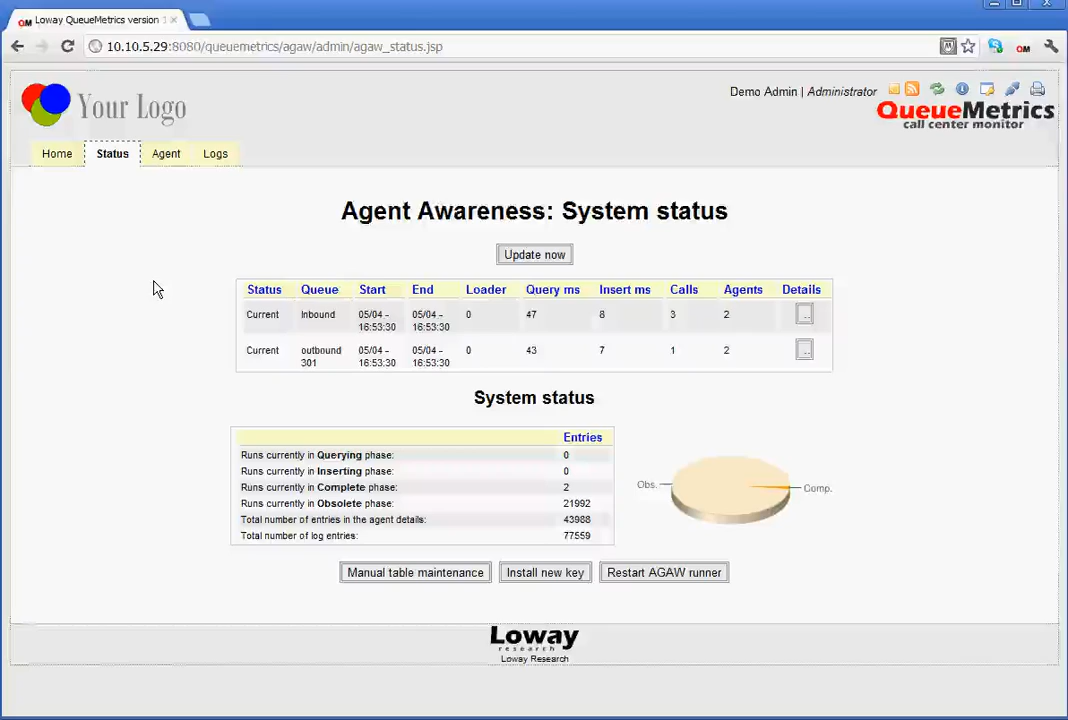 Loway QueueMetrics version 1
10.10.5.29:8080/queuemetrics/agaw/admin/agaw_status.jsp
Your Logo
Demo Admin | Administrator
QueueMetrics
call center monitor
Home Status Agent Logs
Agent Awareness: System status
Update now
Status Queue Start End Loader Query ms Insert ms Calls Agents Details
Current Inbound 05/04 - 05/04 - 0 47 8 3 2 ..
16:53:30 16:53:30
Current outbound 05/04 - 05/04 - 0 43 7 1 2 ..
301 16:53:30 16:53:30
System status
Entries
Runs currently in Querying phase: 0
Runs currently in Inserting phase: 0
Runs currently in Complete phase: 2
Runs currently in Obsolete phase: 21992
Total number of entries in the agent details: 43988
Total number of log entries: 77559
Obs. Comp.
Manual table maintenance Install new key Restart AGAW runner
Loway
research
Loway Research